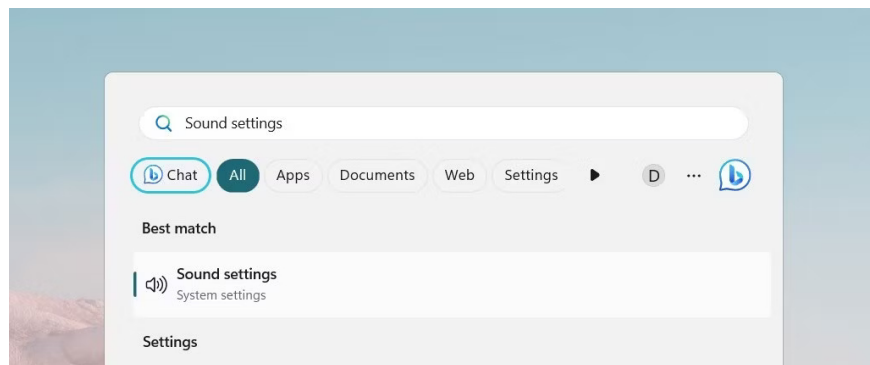 Sound settings
Chat All Apps Documents Web Settings D ...
Best match
Sound settings
System settings
Settings